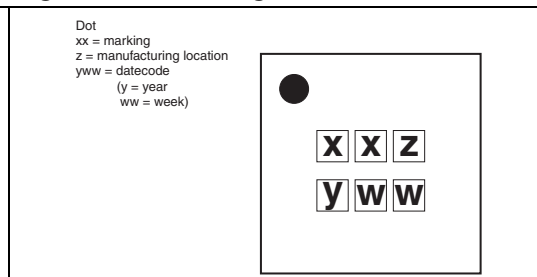 Dot
xx = marking
z = manufacturing location
yww = datecode
(y = year
ww = week)
x x z
y w w